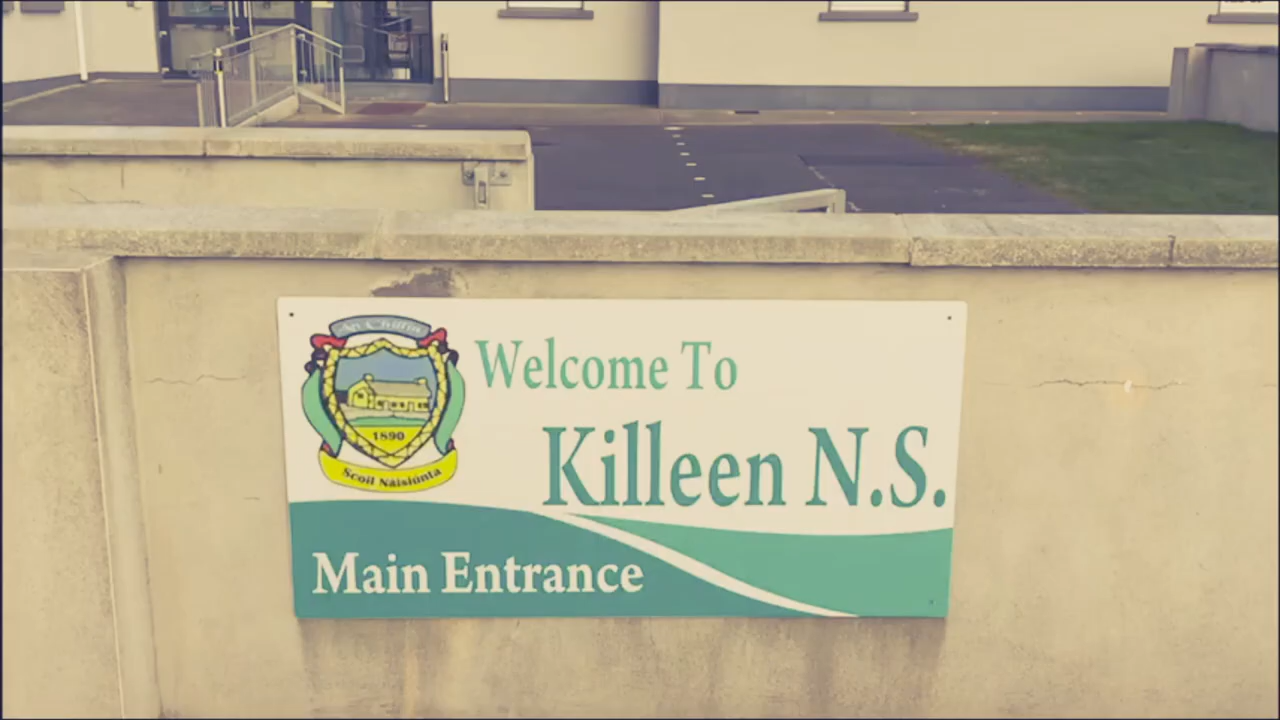 An Chillín
Welcome To
Killeen N.S.
1890
Scoil Náisiúnta
Main Entrance